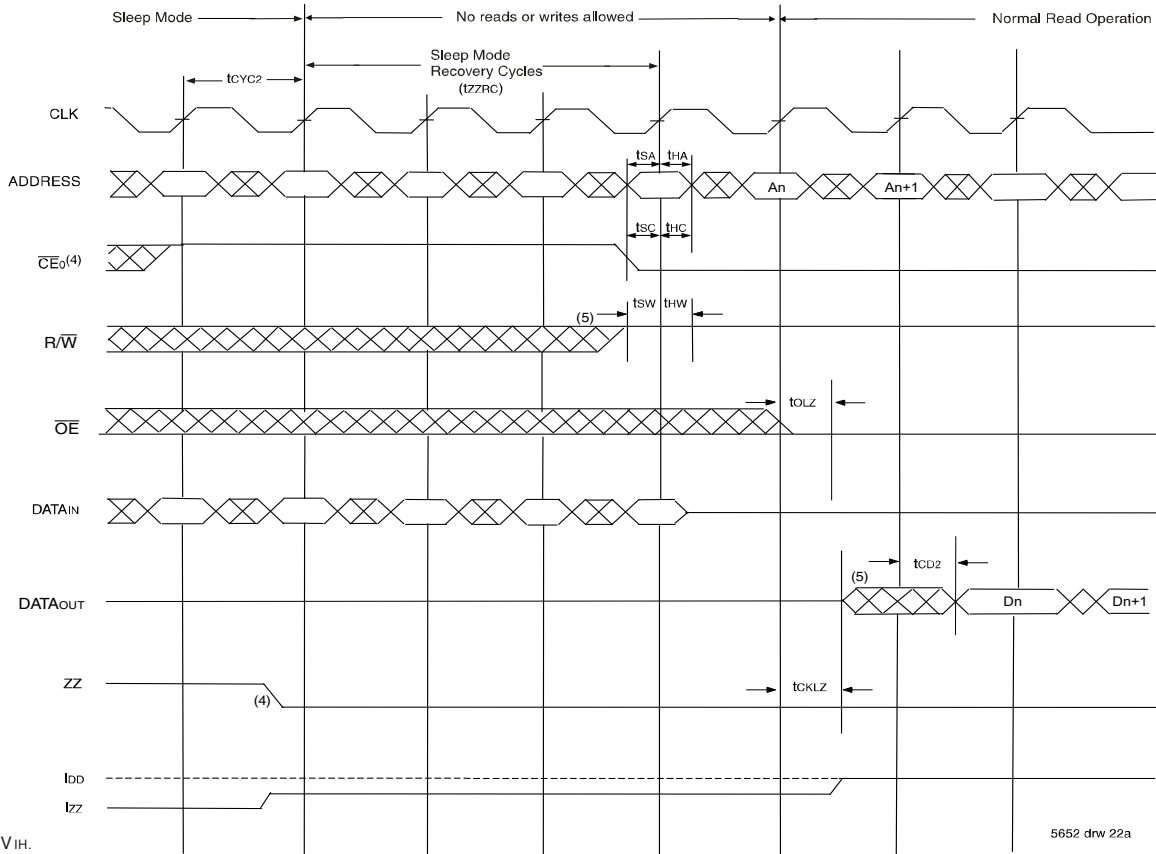 Sleep Mode
No reads or writes allowed
Normal Read Operation
Sleep Mode
Recovery Cycles
(tZZRC)
tCYC2
CLK
tSA tHA
ADDRESS
An
An+1
tSC tHC
CE0(4)
tSW tHW
(5)
R/W
tOLZ
OE
DATAIN
(5)
tCD2
DATAOUT
Dn
Dn+1
ZZ
(4)
tCKLZ
IDD
IZZ
5652 drw 22a
VIH.